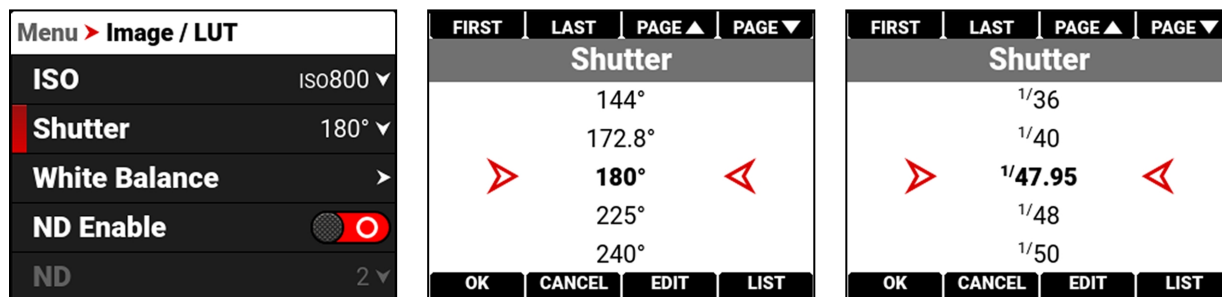 Menu > Image / LUT
ISO ISO800
Shutter 180°
White Balance >
ND Enable
ND 2
FIRST LAST PAGE▲ PAGE▼
Shutter
144°
172.8°
180°
225°
240°
OK CANCEL EDIT LIST
FIRST LAST PAGE▲ PAGE▼
Shutter
1/36
1/40
1/47.95
1/48
1/50
OK CANCEL EDIT LIST